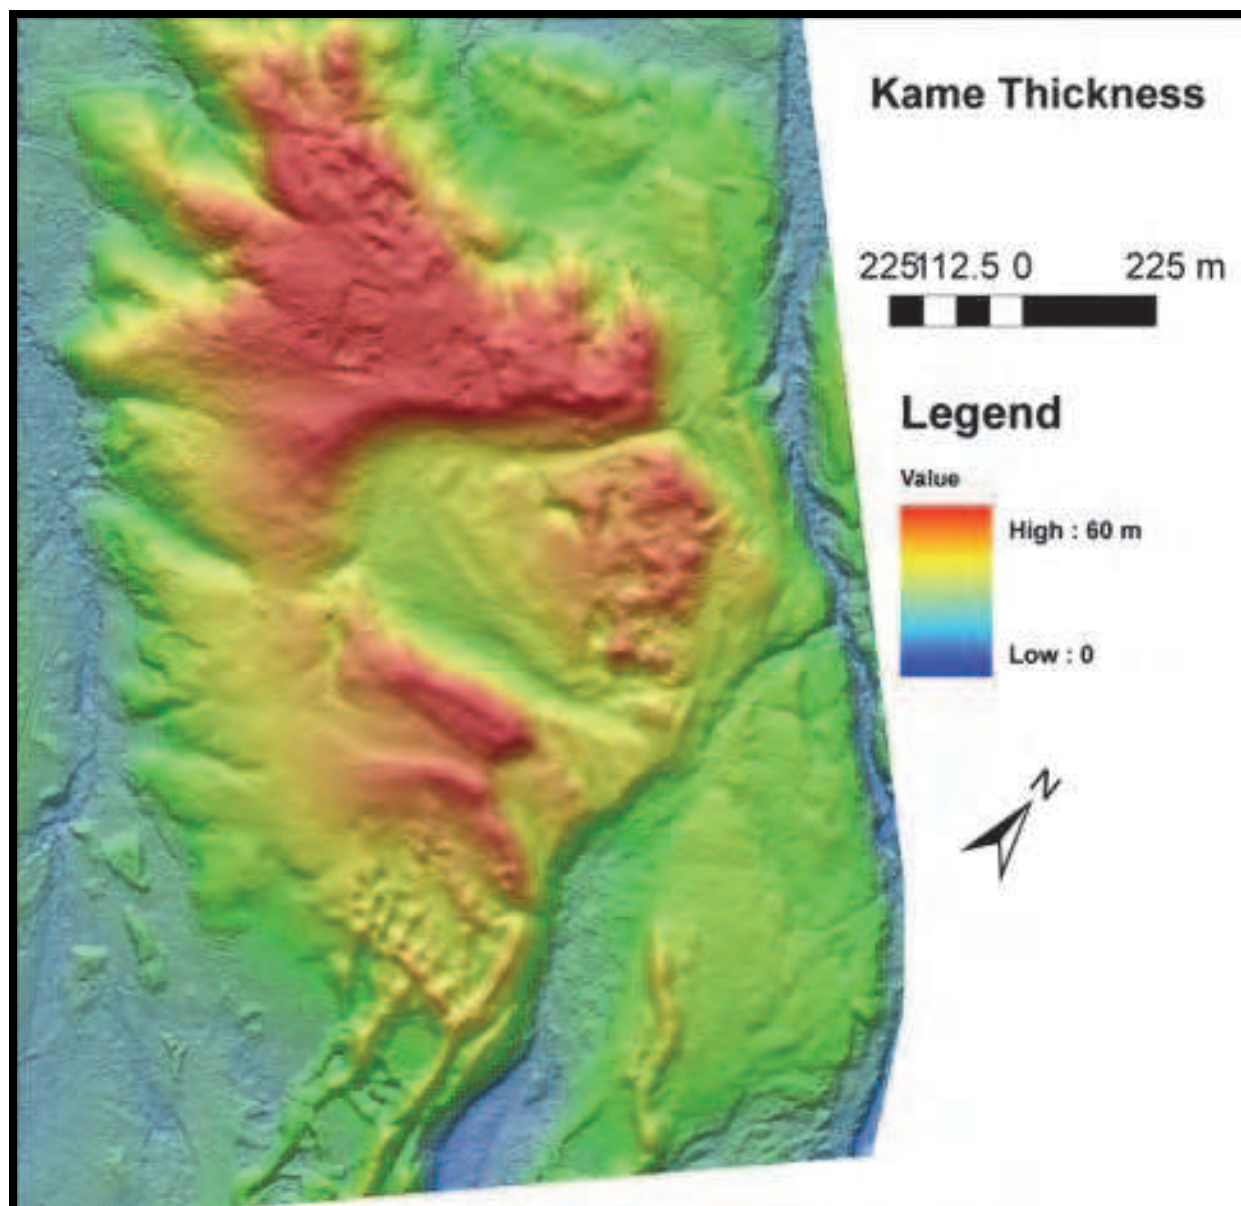 Kame Thickness
225112.5 0 225 m
Legend
Value
High : 60 m
Low : 0
N